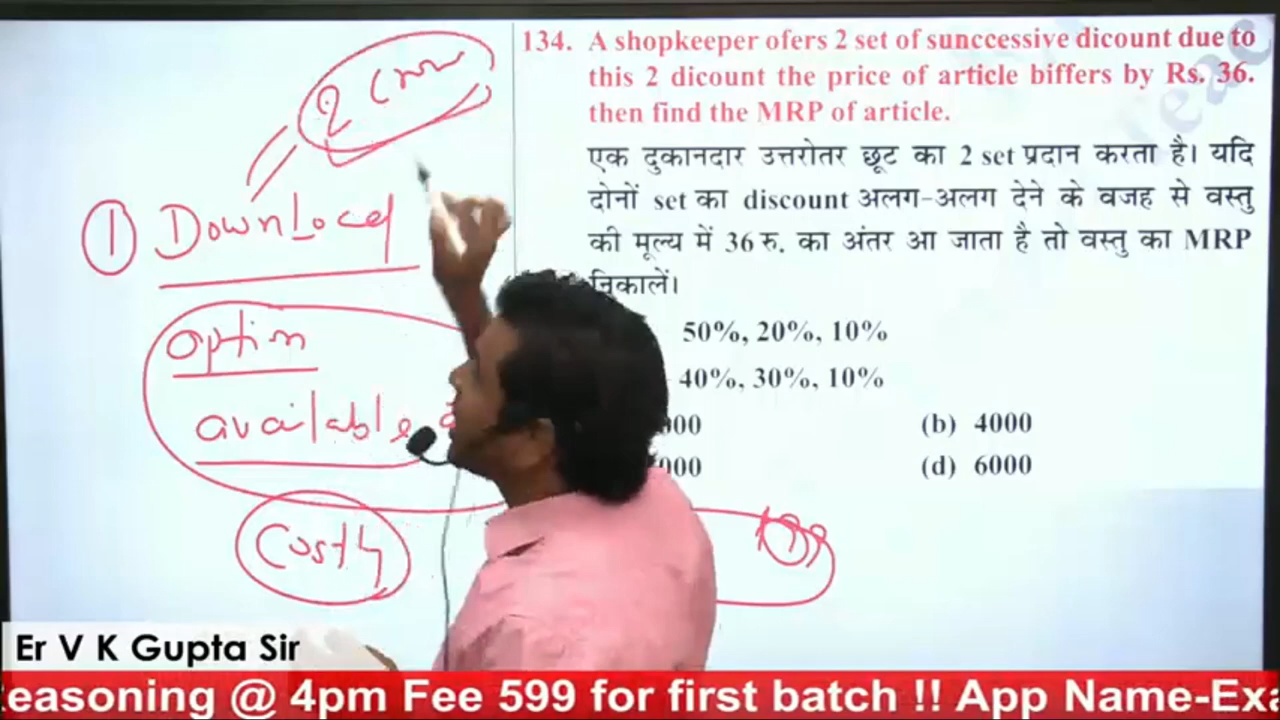 134. A shopkeeper ofers 2 set of sunccessive dicount due to
this 2 dicount the price of article biffers by Rs. 36.
then find the MRP of article.
एक दुकानदार उत्तरोतर छूट का 2 set प्रदान करता है। यदि
दोनों set का discount अलग-अलग देने के वजह से वस्तु
की मूल्य में 36 रु. का अंतर आ जाता है तो वस्तु का MRP
निकालें।
50%, 20%, 10%
40%, 30%, 10%
(b) 4000
(d) 6000
2
1 Download
option
available
Costly
Er V K Gupta Sir
easoning @ 4pm Fee 599 for first batch !! App Name-Exa